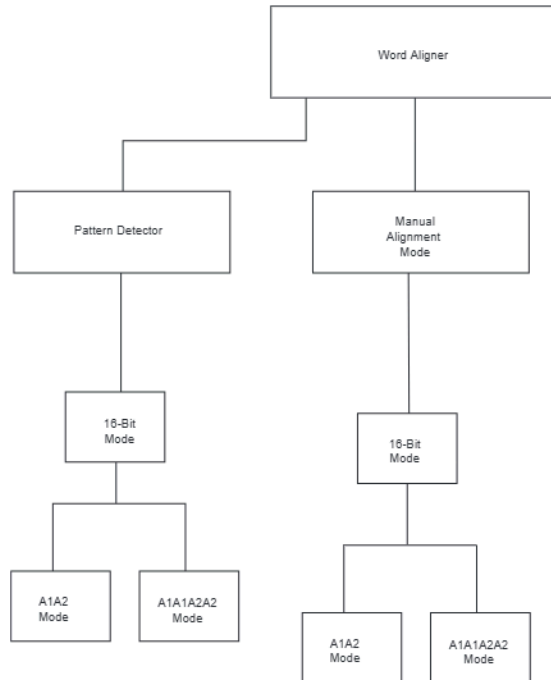 Word Aligner
Pattern Detector
Manual
Alignment
Mode
16-Bit
Mode
16-Bit
Mode
A1A2
Mode
A1A1A2A2
Mode
A1A2
Mode
A1A1A2A2
Mode